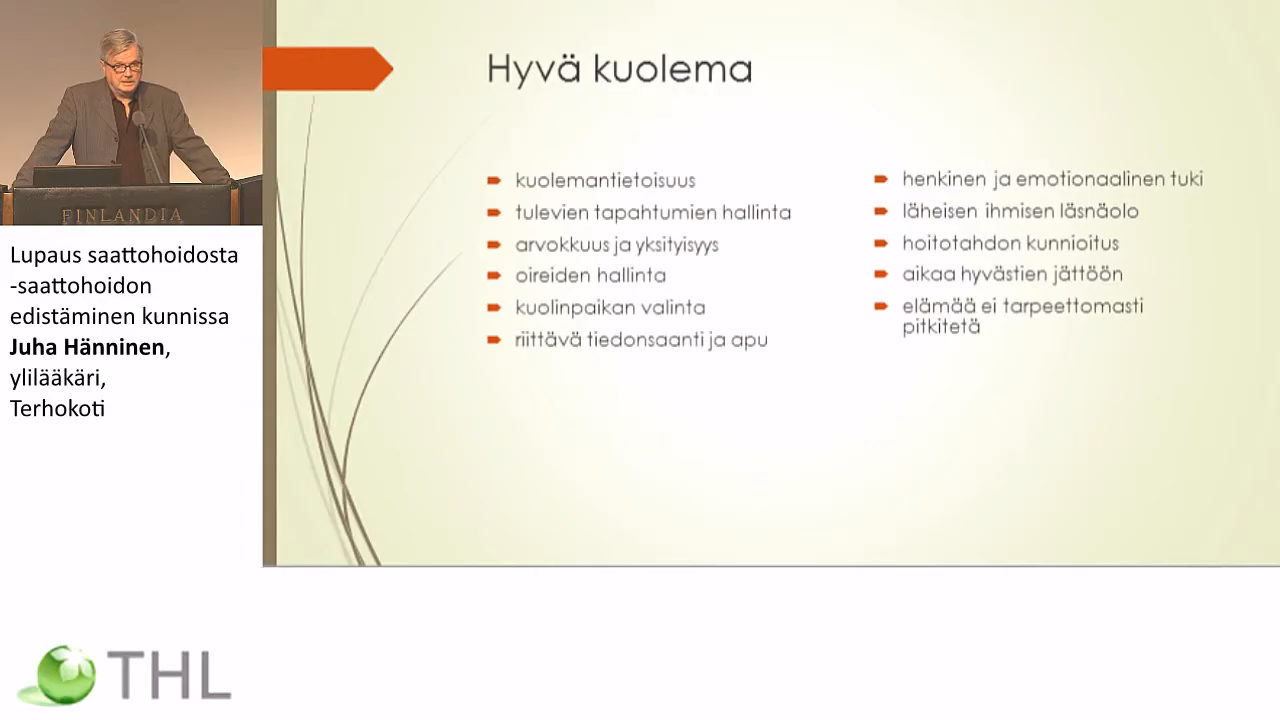 FINLANDIA
Lupaus saattohoidosta
-saattohoidon
edistäminen kunnissa
Juha Hänninen,
ylilääkäri,
Terhokoti
Hyvä kuolema
kuolemantietoisuus
tulevien tapahtumien hallinta
arvokkuus ja yksityisyys
oireiden hallinta
kuolinpaikan valinta
riittävä tiedonsaanti ja apu
henkinen ja emotionaalinen tuki
läheisen ihmisen läsnäolo
hoitotahdon kunnioitus
aikaa hyvästien jättöön
elämää ei tarpeettomasti
pitkitetä
THL